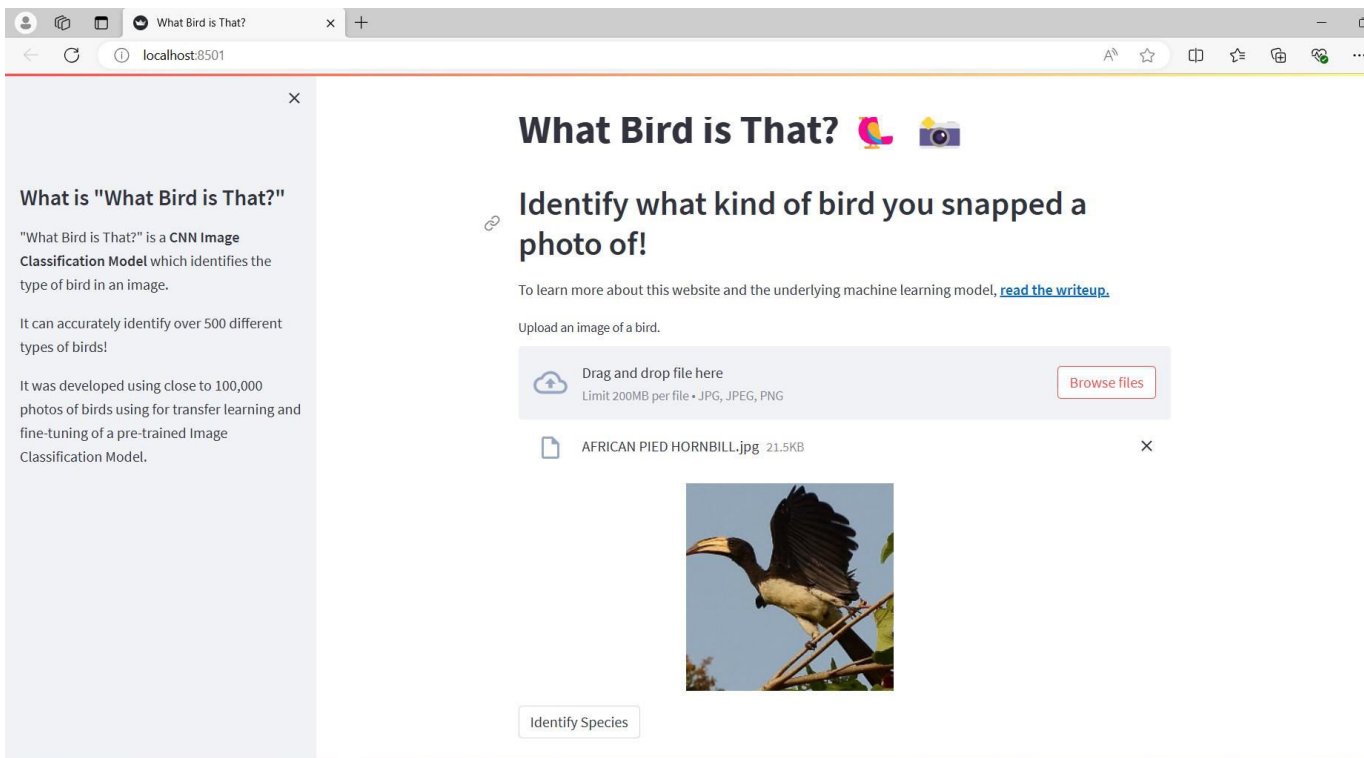 What Bird is That?
localhost:8501
What is "What Bird is That?"
"What Bird is That?" is a CNN Image
Classification Model which identifies the
type of bird in an image.
It can accurately identify over 500 different
types of birds!
It was developed using close to 100,000
photos of birds using for transfer learning and
fine-tuning of a pre-trained Image
Classification Model.
What Bird is That?
Identify what kind of bird you snapped a
photo of!
To learn more about this website and the underlying machine learning model, read the writeup.
Upload an image of a bird.
Drag and drop file here
Limit 200MB per file • JPG, JPEG, PNG
Browse files
AFRICAN PIED HORNBILL.jpg 21.5KB
Identify Species